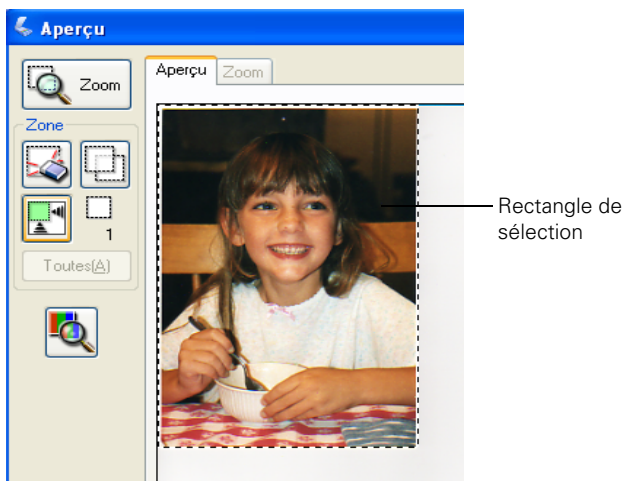 Aperçu
Zoom
Aperçu
Zoom
Zone
1
Toutes(A)
Rectangle de
sélection